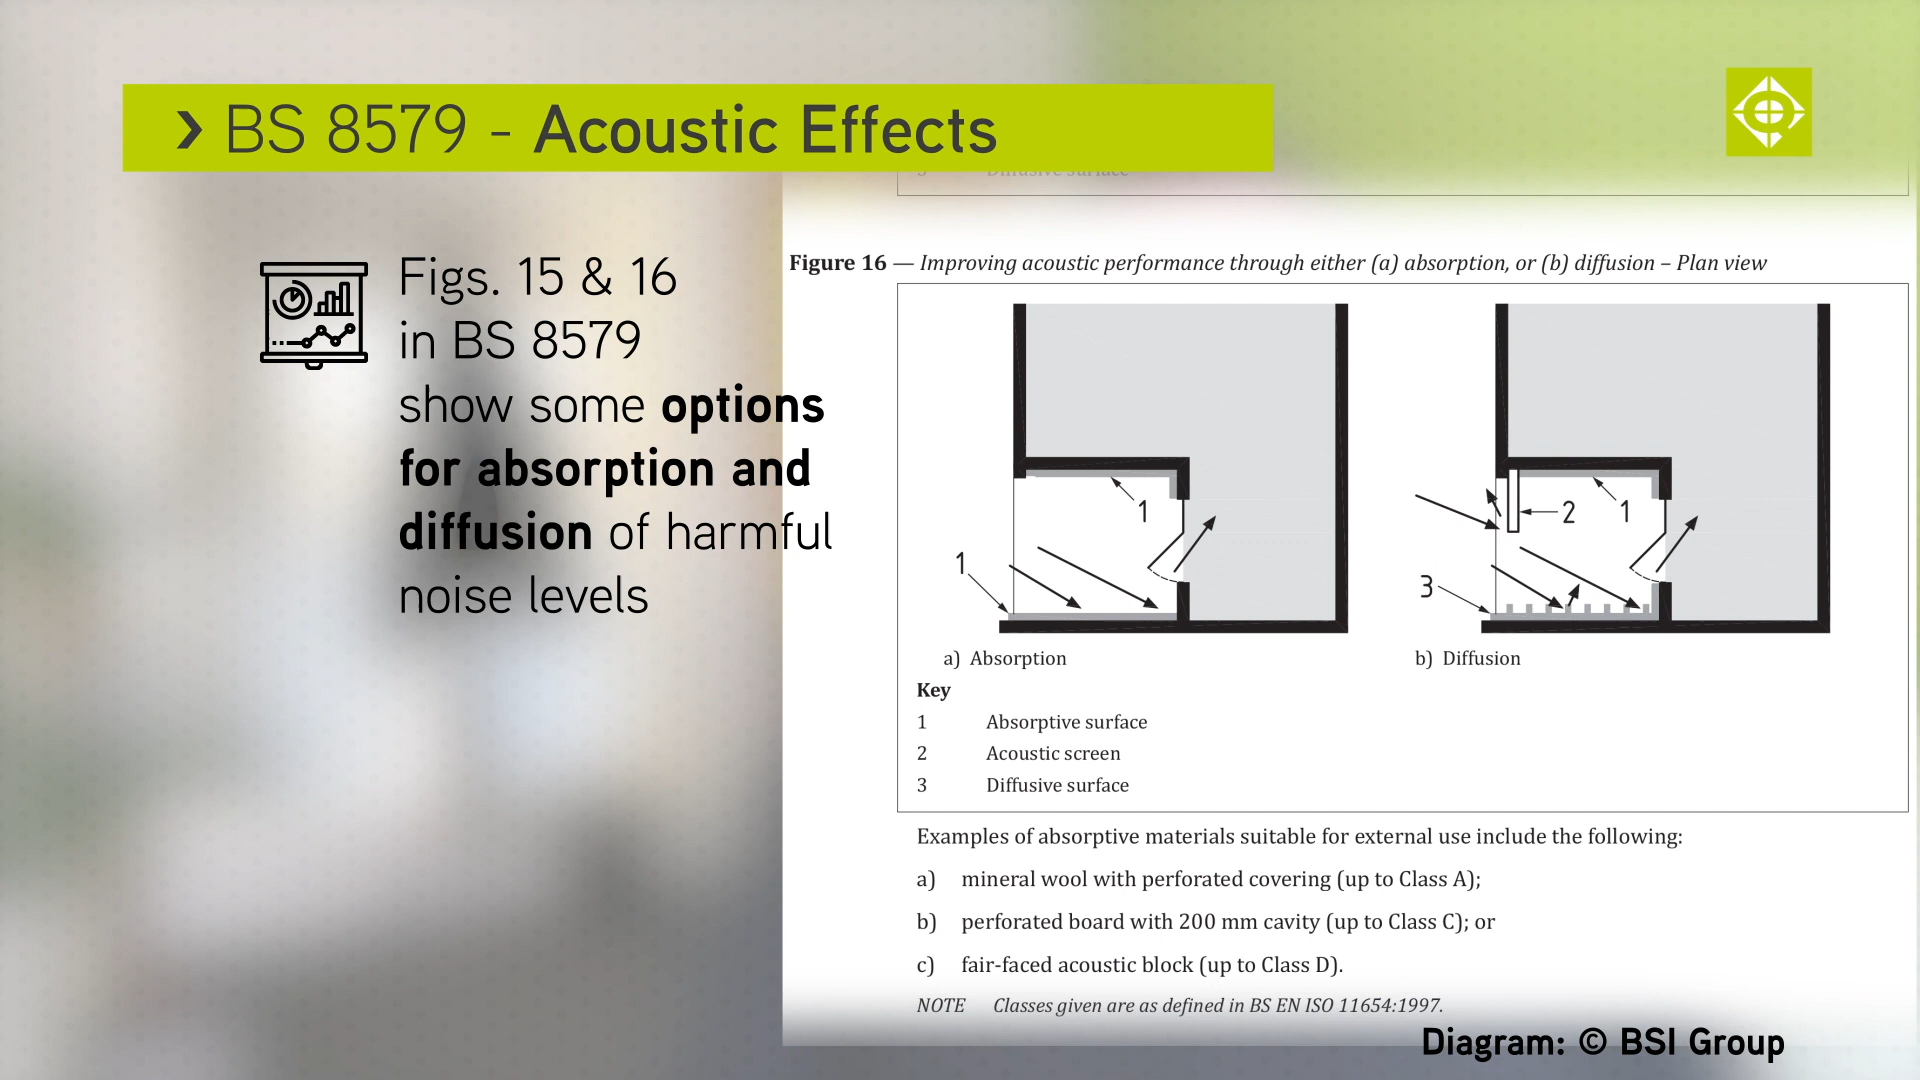 BS 8579 - Acoustic Effects
Figs. 15 & 16
in BS 8579
show some options
for absorption and
diffusion of harmful
noise levels
3 Diffusive surface
Figure 16 — Improving acoustic performance through either (a) absorption, or (b) diffusion – Plan view
1
1
2
1
3
a) Absorption
b) Diffusion
Key
1 Absorptive surface
2 Acoustic screen
3 Diffusive surface
Examples of absorptive materials suitable for external use include the following:
a) mineral wool with perforated covering (up to Class A);
b) perforated board with 200 mm cavity (up to Class C); or
c) fair-faced acoustic block (up to Class D).
NOTE Classes given are as defined in BS EN ISO 11654:1997.
Diagram: © BSI Group